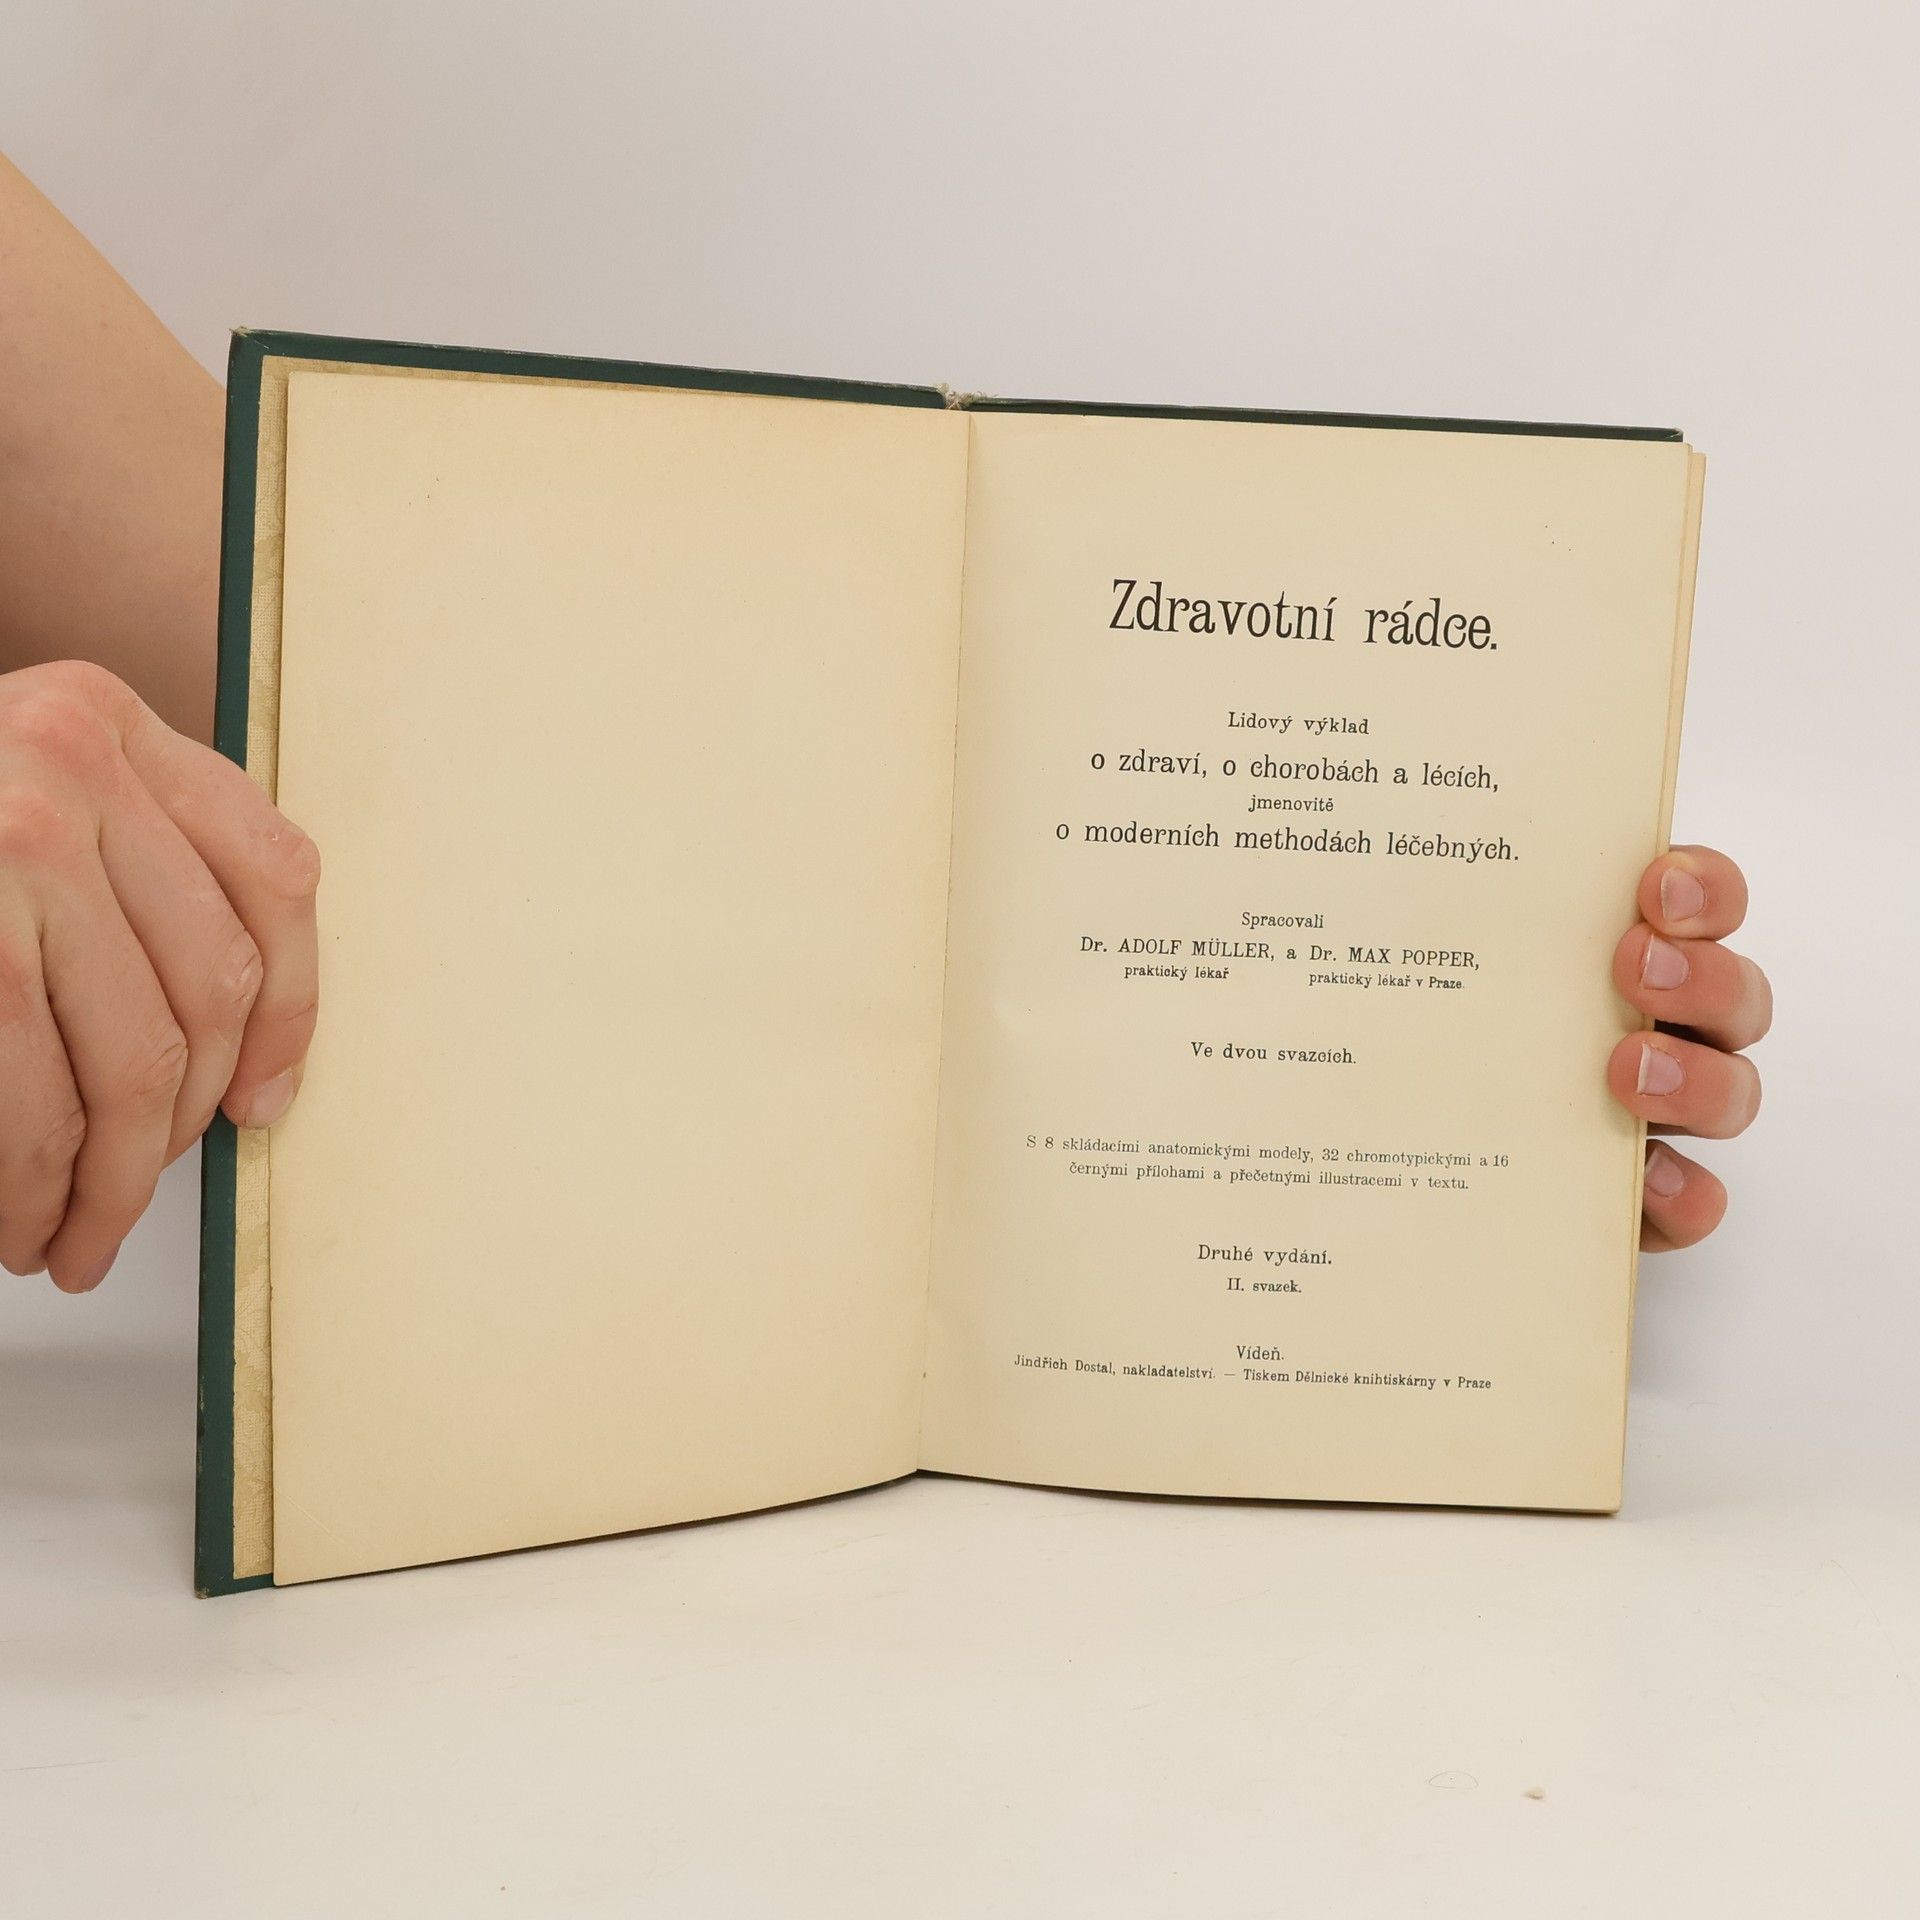 Zdravotní rádce.
Lidový výklad
o zdraví, o chorobách a lécích,
jmenovitě
o moderních methodách léčebných.
Spracovali
Dr. ADOLF MÜLLER, a Dr. MAX POPPER,
praktický lékař praktický lékař v Praze.
Ve dvou svazcích.
S 8 skládacími anatomickými modely, 32 chromotypickými a 16
černými přílohami a přečetnými illustracemi v textu.
Druhé vydání.
II. svazek.
Vídeň.
Jindřich Dostal, nakladatelství. — Tiskem Dělnické knihtiskárny v Praze